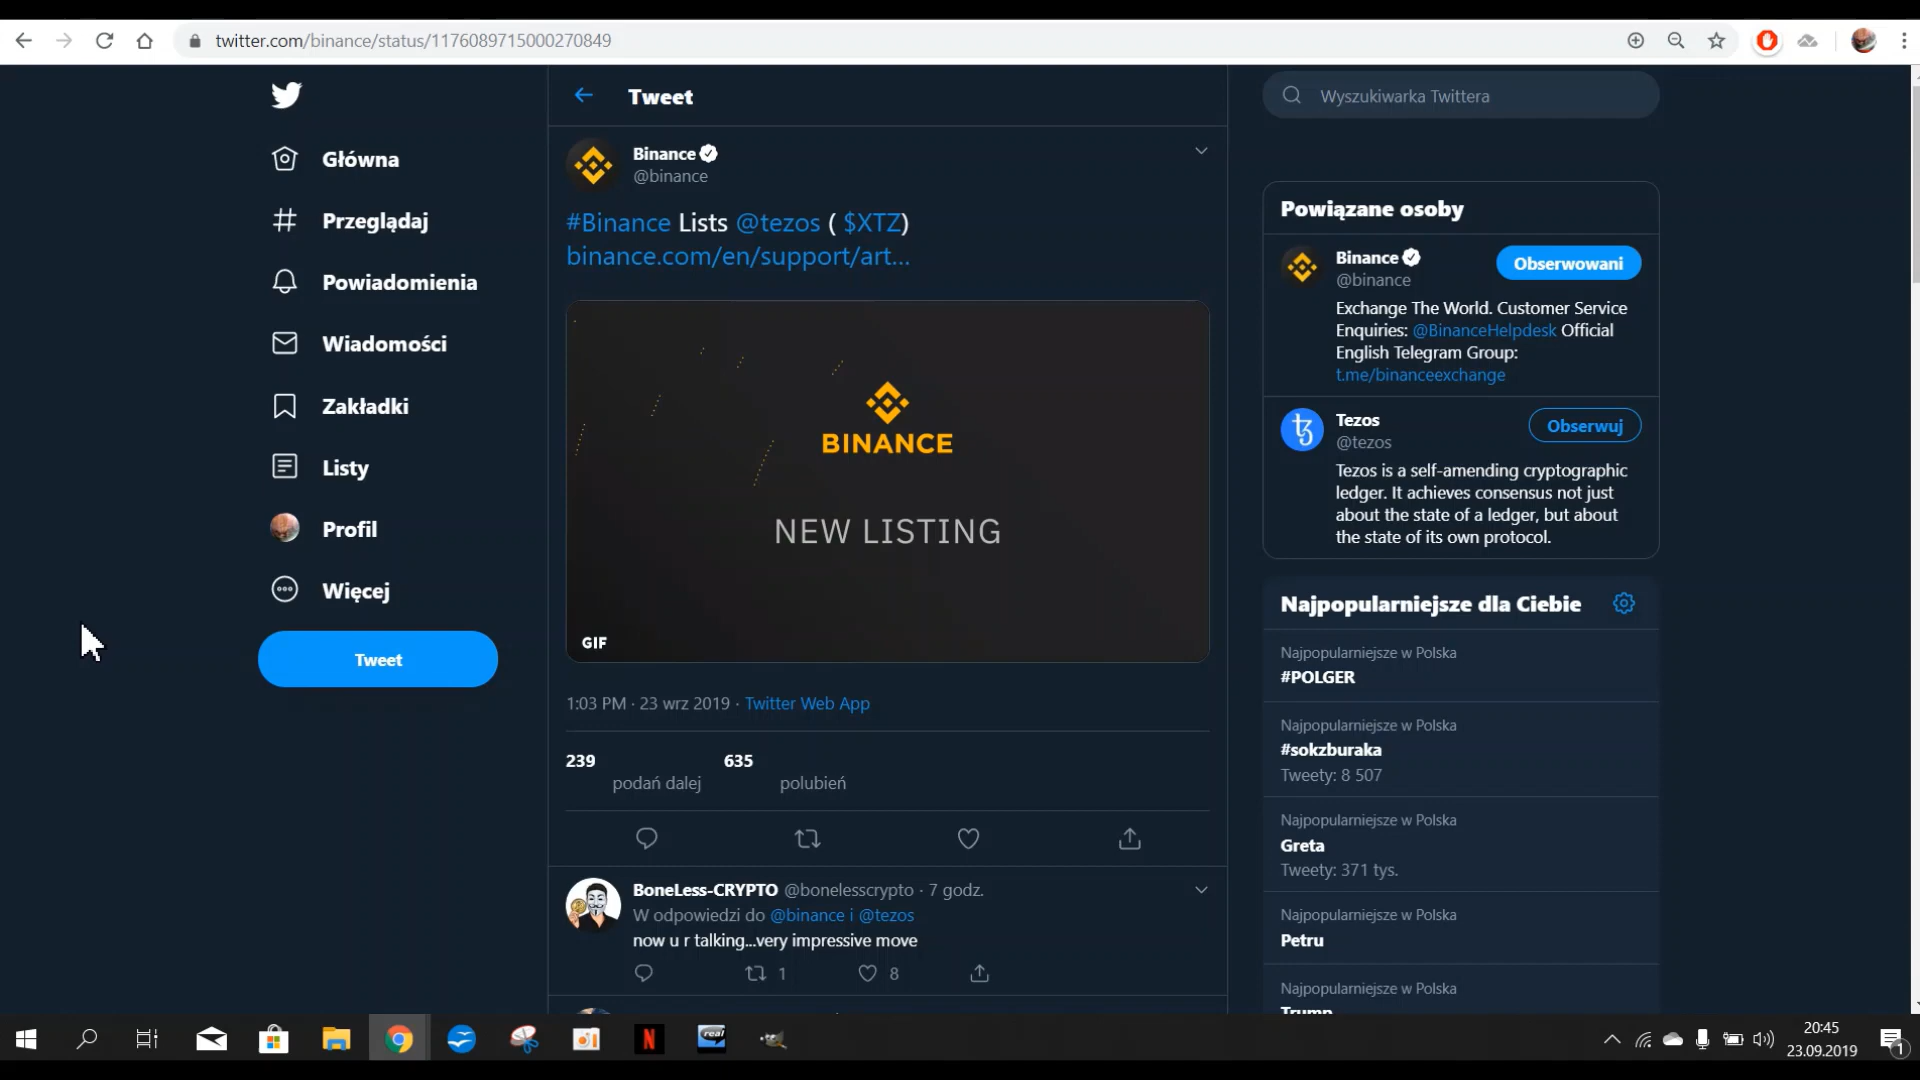 twitter.com/binance/status/1176089715000270849
Główna
Przeglądaj
Powiadomienia
Wiadomości
Zakładki
Listy
Profil
Więcej
Tweet
Tweet
Binance
@binance
#Binance Lists @tezos ( $XTZ)
binance.com/en/support/art...
BINANCE
NEW LISTING
GIF
1:03 PM · 23 wrz 2019 · Twitter Web App
239 podań dalej 635 polubień
BoneLess-CRYPTO @bonelesscrypto · 7 godz.
W odpowiedzi do @binance i @tezos
now u r talking...very impressive move
1 8
Wyszukiwarka Twittera
Powiązane osoby
Binance
@binance
Obserwowani
Exchange The World. Customer Service
Enquiries: @BinanceHelpdesk Official
English Telegram Group:
t.me/binanceexchange
Tezos
@tezos
Obserwuj
Tezos is a self-amending cryptographic
ledger. It achieves consensus not just
about the state of a ledger, but about
the state of its own protocol.
Najpopularniejsze dla Ciebie
Najpopularniejsze w Polska
#POLGER
Najpopularniejsze w Polska
#sokzburaka
Tweety: 8 507
Najpopularniejsze w Polska
Greta
Tweety: 371 tys.
Najpopularniejsze w Polska
Petru
Najpopularniejsze w Polska
Trump
real
N
20:45
23.09.2019
1